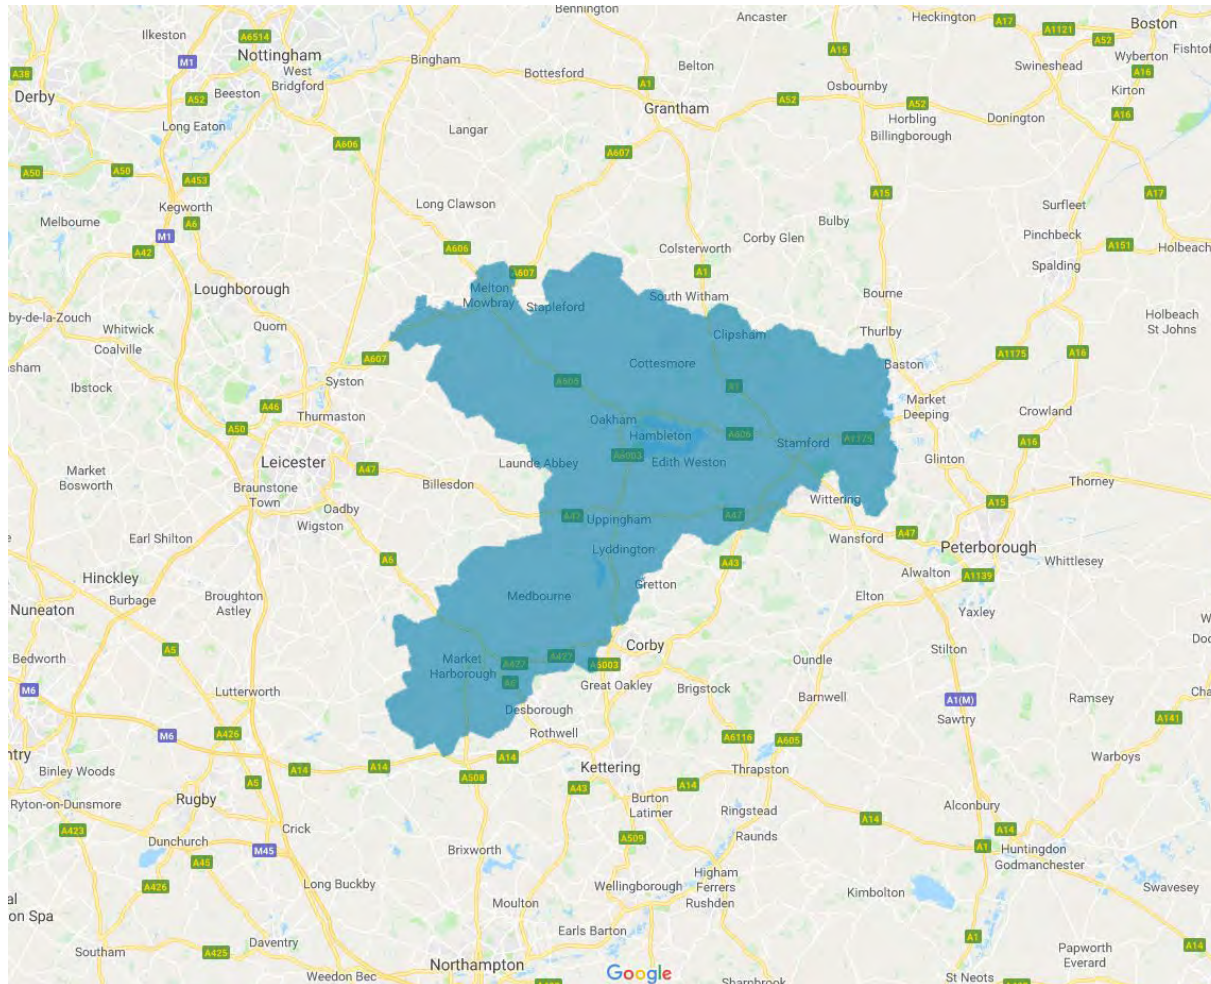 Bennington
Ancaster
Heckington
A17
A1121
Boston
Ilkeston
A6514
Nottingham
A15
A52
Fishtof
M1
Bingham
Belton
Swineshead
Wyberton
A38
West
Bridgford
Bottesford
A1
Osbournby
A16
Derby
A52
Beeston
Grantham
A52
A52
Kirton
Long Eaton
Langar
Horbling
Billingborough
Donington
A16
A606
A607
A50
A50
A453
A15
A17
Kegworth
Long Clawson
Surfleet
Melbourne
A6
Bulby
M1
A606
Corby Glen
Pinchbeck
A151
Holbeach
A42
Colsterworth
Spalding
A607
A1
Loughborough
Melton
Mowbray
Stapleford
South Witham
Bourne
by-de-la-Zouch
Whitwick
Quorn
Clipsham
Thurlby
Holbeach
St Johns
Coalville
A607
Cottesmore
Baston
A1175
A16
sham
Ibstock
Syston
A606
A1
Market
Deeping
A46
Thurmaston
Oakham
Crowland
A50
Hambleton
A606
Stamford
A1175
A16
Leicester
Launde Abbey
A6003
Edith Weston
Glinton
Market
Bosworth
A47
Billesdon
Thorney
Braunstone
Town
Oadby
Wigston
Wittering
A15
A47
Uppingham
A47
Earl Shilton
Wansford
A47
Peterborough
A6
Lyddington
A43
Whittlesey
Hinckley
Gretton
Alwalton
A1139
Nuneaton
Burbage
Broughton
Astley
Medbourne
Elton
Yaxley
A5
Corby
Stilton
Bedworth
Market
Harborough
A427
A427
A6003
Oundle
M6
A6
Great Oakley
Brigstock
Barnwell
A1(M)
Ramsey
Cha
Lutterworth
Desborough
Sawtry
A141
M6
A426
Rothwell
A6116
A605
ntry
A14
A14
A14
Warboys
Binley Woods
A5
A508
Kettering
Thrapston
Ryton-on-Dunsmore
Rugby
A43
A14
Burton
Latimer
Ringstead
Alconbury
A423
Crick
A509
Raunds
A14
A14
Dunchurch
M45
Brixworth
A1
Huntingdon
Godmanchester
A45
A426
Long Buckby
Wellingborough
Higham
Ferrers
Rushden
Kimbolton
Swavesey
al
on Spa
Moulton
Earls Barton
A1
A14
Southam
A425
Daventry
Papworth
Everard
Northampton
Weedon Bec
Google
Sharnbrook
St Neots